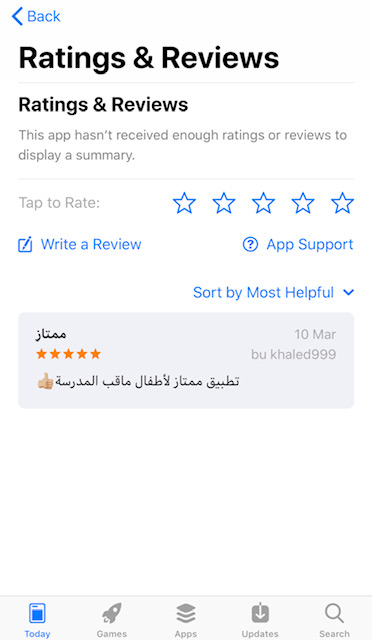 Back
Ratings & Reviews
Ratings & Reviews
This app hasn't received enough ratings or reviews to
display a summary.
Tap to Rate:
Write a Review
App Support
Sort by Most Helpful
ممتاز
10 Mar
bu khaled999
تطبيق ممتاز لأطفال ماقب المدرسة👍🏼
Today
Games
Apps
Updates
Search